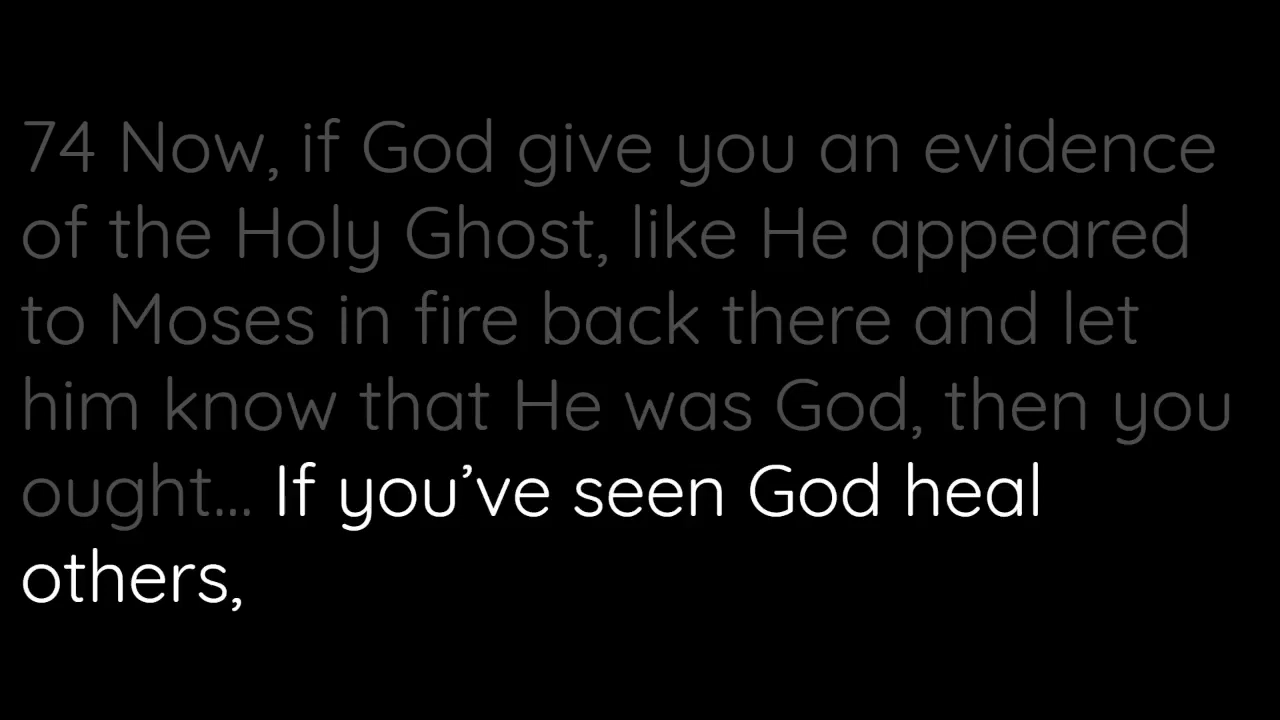 74 Now, if God give you an evidence
of the Holy Ghost, like He appeared
to Moses in fire back there and let
him know that He was God, then you
ought... If you’ve seen God heal
others,